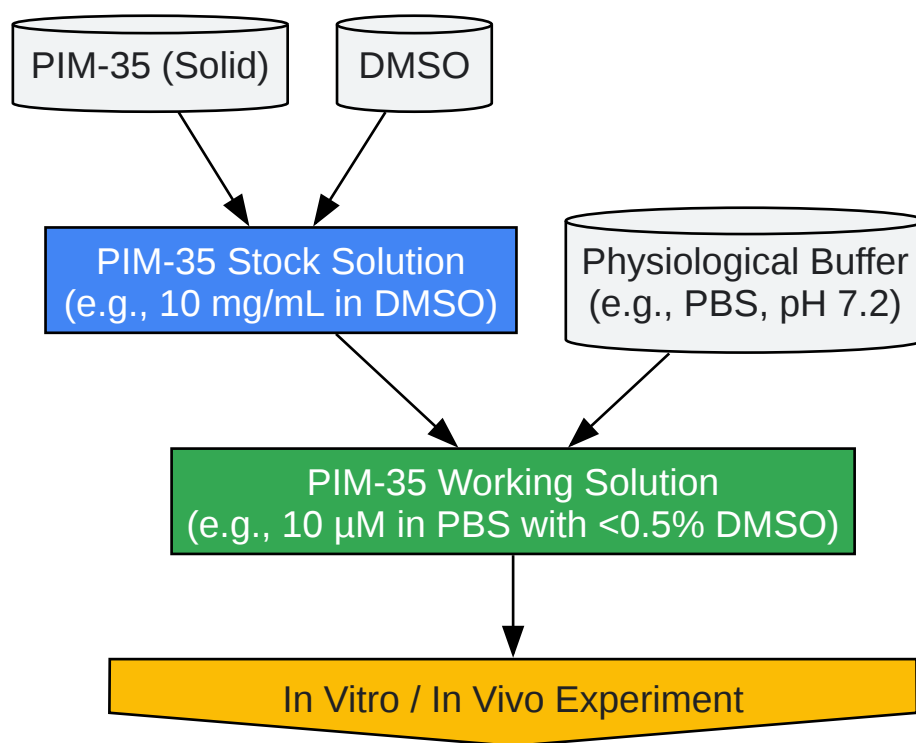 PIM-35 (Solid)
DMSO
PIM-35 Stock Solution
(e.g., 10 mg/mL in DMSO)
Physiological Buffer
(e.g., PBS, pH 7.2)
PIM-35 Working Solution
(e.g., 10 µM in PBS with <0.5% DMSO)
In Vitro / In Vivo Experiment